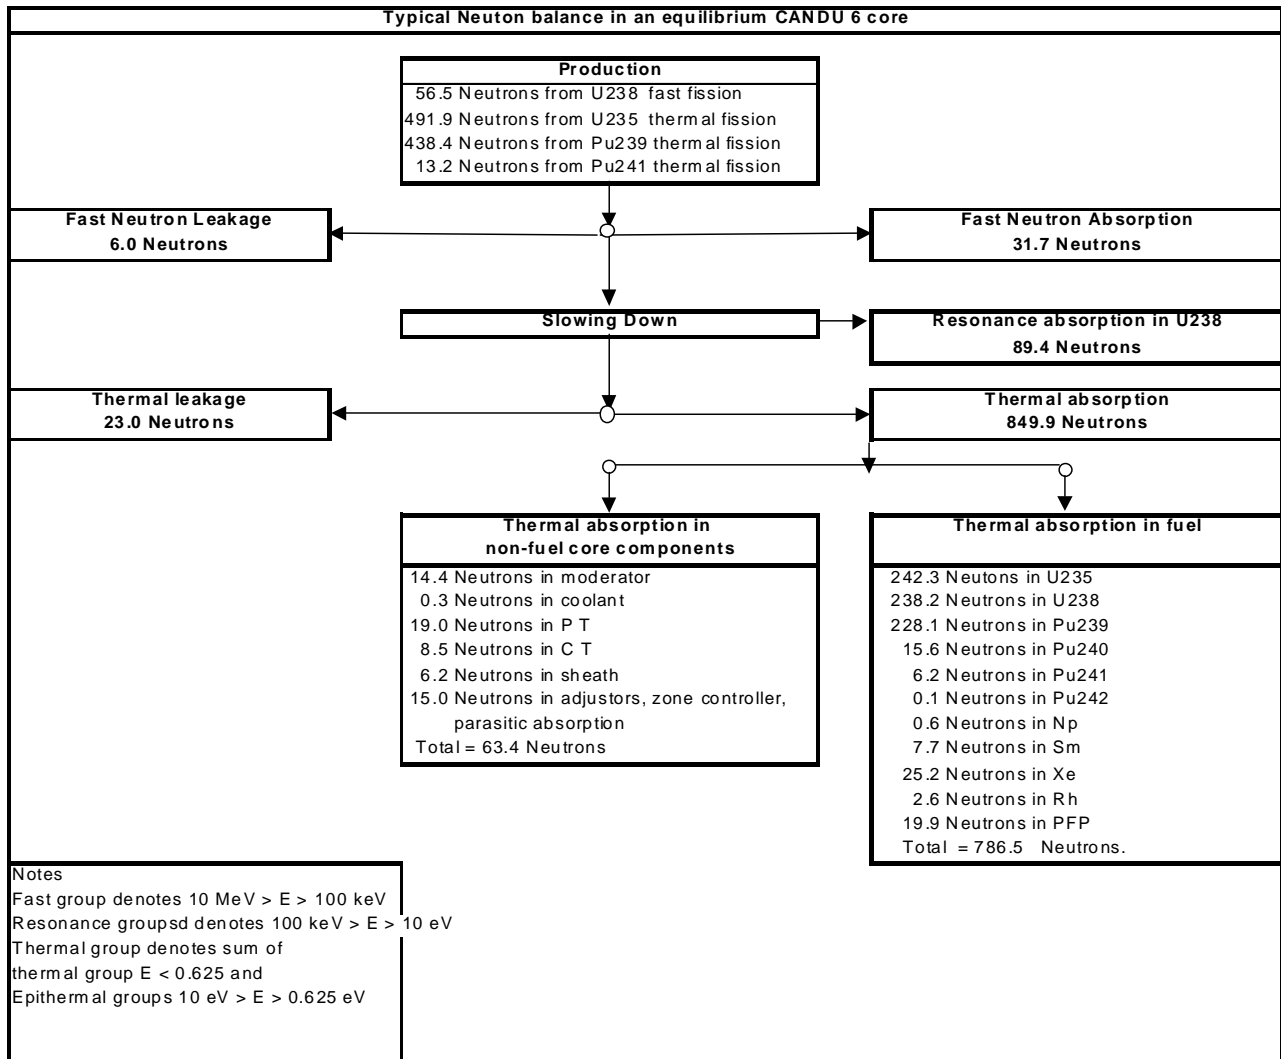 Typical Neuton balance in an equilibrium CANDU 6 core
Production
56.5 Neutrons from U238 fast fission
491.9 Neutrons from U235 thermal fission
438.4 Neutrons from Pu239 thermal fission
13.2 Neutrons from Pu241 thermal fission
Fast Neutron Leakage
6.0 Neutrons
Fast Neutron Absorption
31.7 Neutrons
Slowing Down
Resonance absorption in U238
89.4 Neutrons
Thermal leakage
23.0 Neutrons
Thermal absorption
849.9 Neutrons
Thermal absorption in
non-fuel core components
14.4 Neutrons in moderator
0.3 Neutrons in coolant
19.0 Neutrons in P T
8.5 Neutrons in C T
6.2 Neutrons in sheath
15.0 Neutrons in adjustors, zone controller,
parasitic absorption
Total = 63.4 Neutrons
Thermal absorption in fuel
242.3 Neutons in U235
238.2 Neutrons in U238
228.1 Neutrons in Pu239
15.6 Neutrons in Pu240
6.2 Neutrons in Pu241
0.1 Neutrons in Pu242
0.6 Neutrons in Np
7.7 Neutrons in Sm
25.2 Neutrons in Xe
2.6 Neutrons in Rh
19.9 Neutrons in PFP
Total = 786.5 Neutrons.
Notes
Fast group denotes 10 MeV > E > 100 keV
Resonance groupsd denotes 100 keV > E > 10 eV
Thermal group denotes sum of
thermal group E < 0.625 and
Epithermal groups 10 eV > E > 0.625 eV